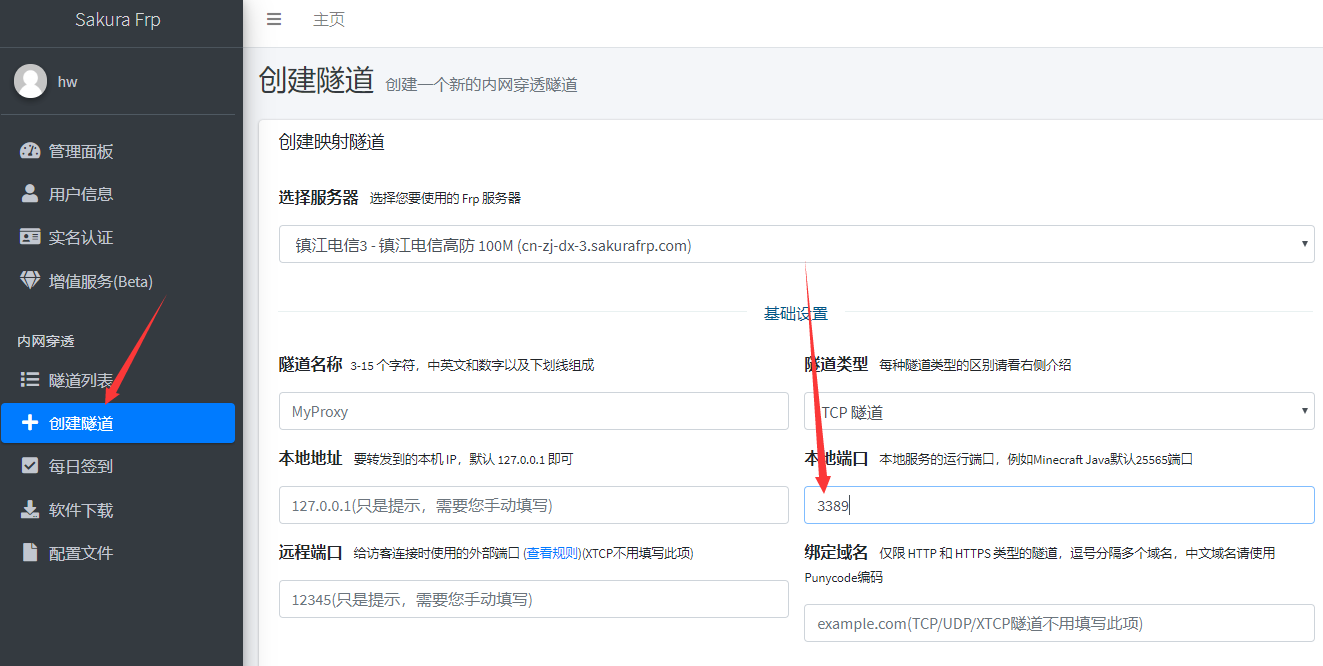 Sakura Frp
主页
hw
管理面板
用户信息
实名认证
增值服务(Beta)
内网穿透
隧道列表
创建隧道
每日签到
软件下载
配置文件
创建隧道 创建一个新的内网穿透隧道
创建映射隧道
选择服务器 选择您要使用的 Frp 服务器
镇江电信3 - 镇江电信高防 100M (cn-zj-dx-3.sakurafrp.com)
基础设置
隧道名称 3-15 个字符，中英文和数字以及下划线组成
MyProxy
隧道类型 每种隧道类型的区别请看右侧介绍
TCP 隧道
本地地址 要转发到的本机 IP，默认 127.0.0.1 即可
127.0.0.1(只是提示，需要您手动填写)
本地端口 本地服务的运行端口，例如Minecraft Java默认25565端口
3389
远程端口 给访客连接时使用的外部端口 (查看规则)(XTCP不用填写此项)
12345(只是提示，需要您手动填写)
绑定域名 仅限 HTTP 和 HTTPS 类型的隧道，逗号分隔多个域名，中文域名请使用
Punycode编码
example.com(TCP/UDP/XTCP隧道不用填写此项)